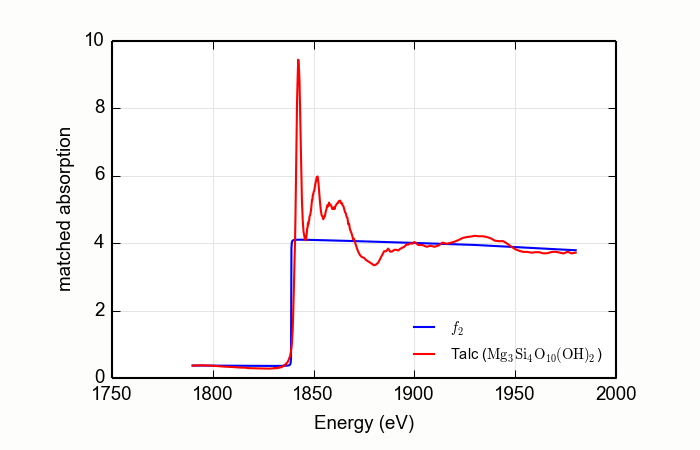 10
8
6
4
2
0
matched absorption
f₂
Talc (Mg₃Si₄O₁₀(OH)₂)
1750 1800 1850 1900 1950 2000
Energy (eV)